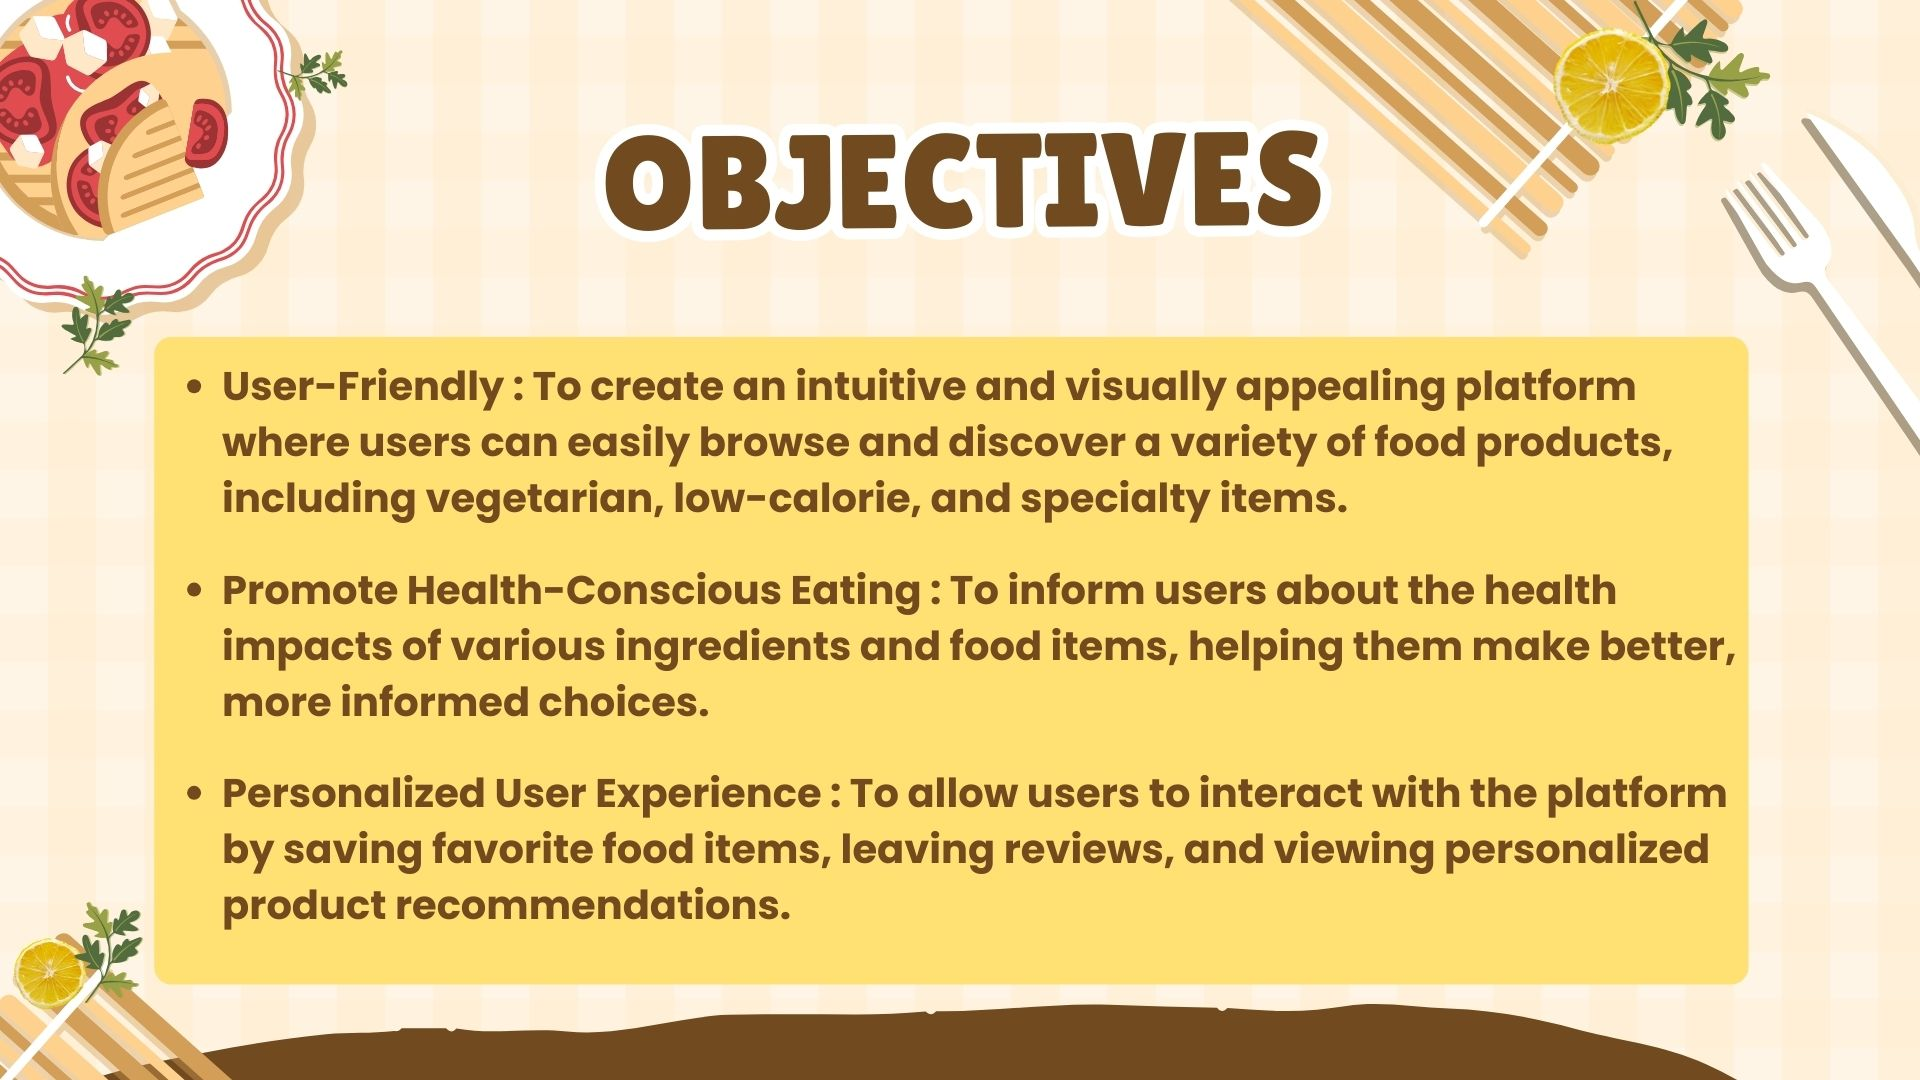 OBJECTIVES
• User-Friendly : To create an intuitive and visually appealing platform
where users can easily browse and discover a variety of food products,
including vegetarian, low-calorie, and specialty items.
• Promote Health-Conscious Eating : To inform users about the health
impacts of various ingredients and food items, helping them make better,
more informed choices.
• Personalized User Experience : To allow users to interact with the platform
by saving favorite food items, leaving reviews, and viewing personalized
product recommendations.